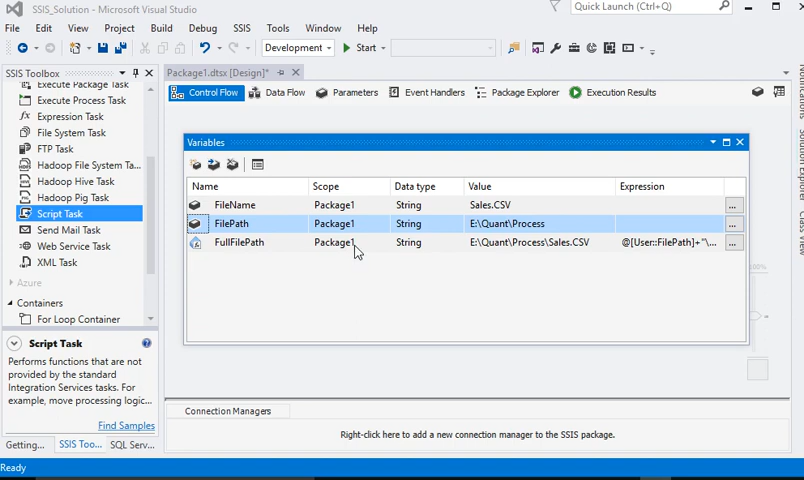 SSIS_Solution - Microsoft Visual Studio
Quick Launch (Ctrl+Q)
File Edit View Project Build Debug SSIS Tools Window Help
Development Start
SSIS Toolbox
Package1.dtsx [Design]*
Execute Package Task
Execute Process Task
Expression Task
File System Task
FTP Task
Hadoop File System Ta...
Hadoop Hive Task
Hadoop Pig Task
Script Task
Send Mail Task
Web Service Task
XML Task
Azure
Containers
For Loop Container
Script Task
Performs functions that are not
provided by the standard
Integration Services tasks. For
example, move processing logic...
Find Samples
Getting... SSIS Too... SQL Serv...
Control Flow Data Flow Parameters Event Handlers Package Explorer Execution Results
Variables
Name Scope Data type Value Expression
FileName Package1 String Sales.CSV ...
FilePath Package1 String E:\Quant\Process ...
FullFilePath Package1 String E:\Quant\Process\Sales.CSV @[User::FilePath]+"\... ...
Connection Managers
Right-click here to add a new connection manager to the SSIS package.
Notifications
Solution Explorer
Class View
Ready